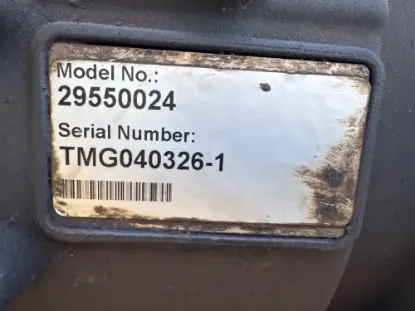 Model No.:
29550024
Serial Number:
TMG040326-1